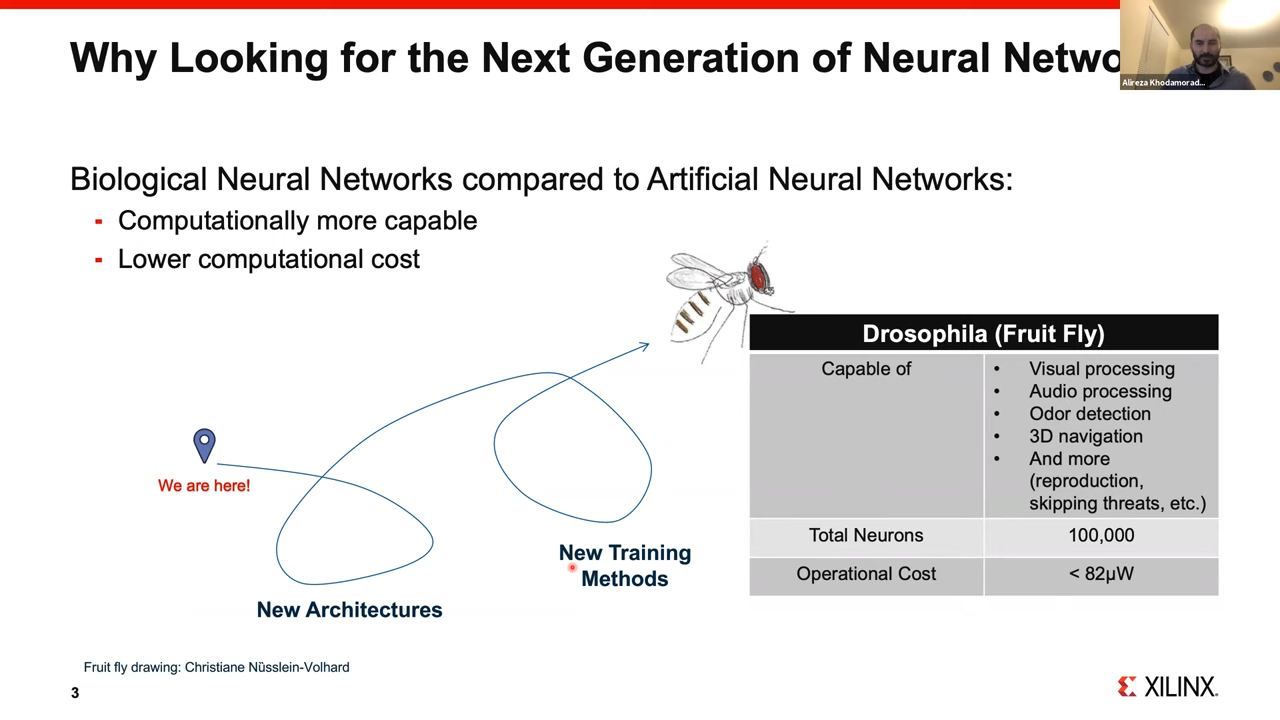 Why Looking for the Next Generation of Neural Netwo
Alireza Khodamorad...
Biological Neural Networks compared to Artificial Neural Networks:
- Computationally more capable
- Lower computational cost
Drosophila (Fruit Fly)
Capable of
• Visual processing
• Audio processing
• Odor detection
• 3D navigation
• And more
(reproduction,
skipping threats, etc.)
Total Neurons 100,000
Operational Cost < 82µW
We are here!
New Training
Methods
New Architectures
Fruit fly drawing: Christiane Nüsslein-Volhard
3
XILINX.